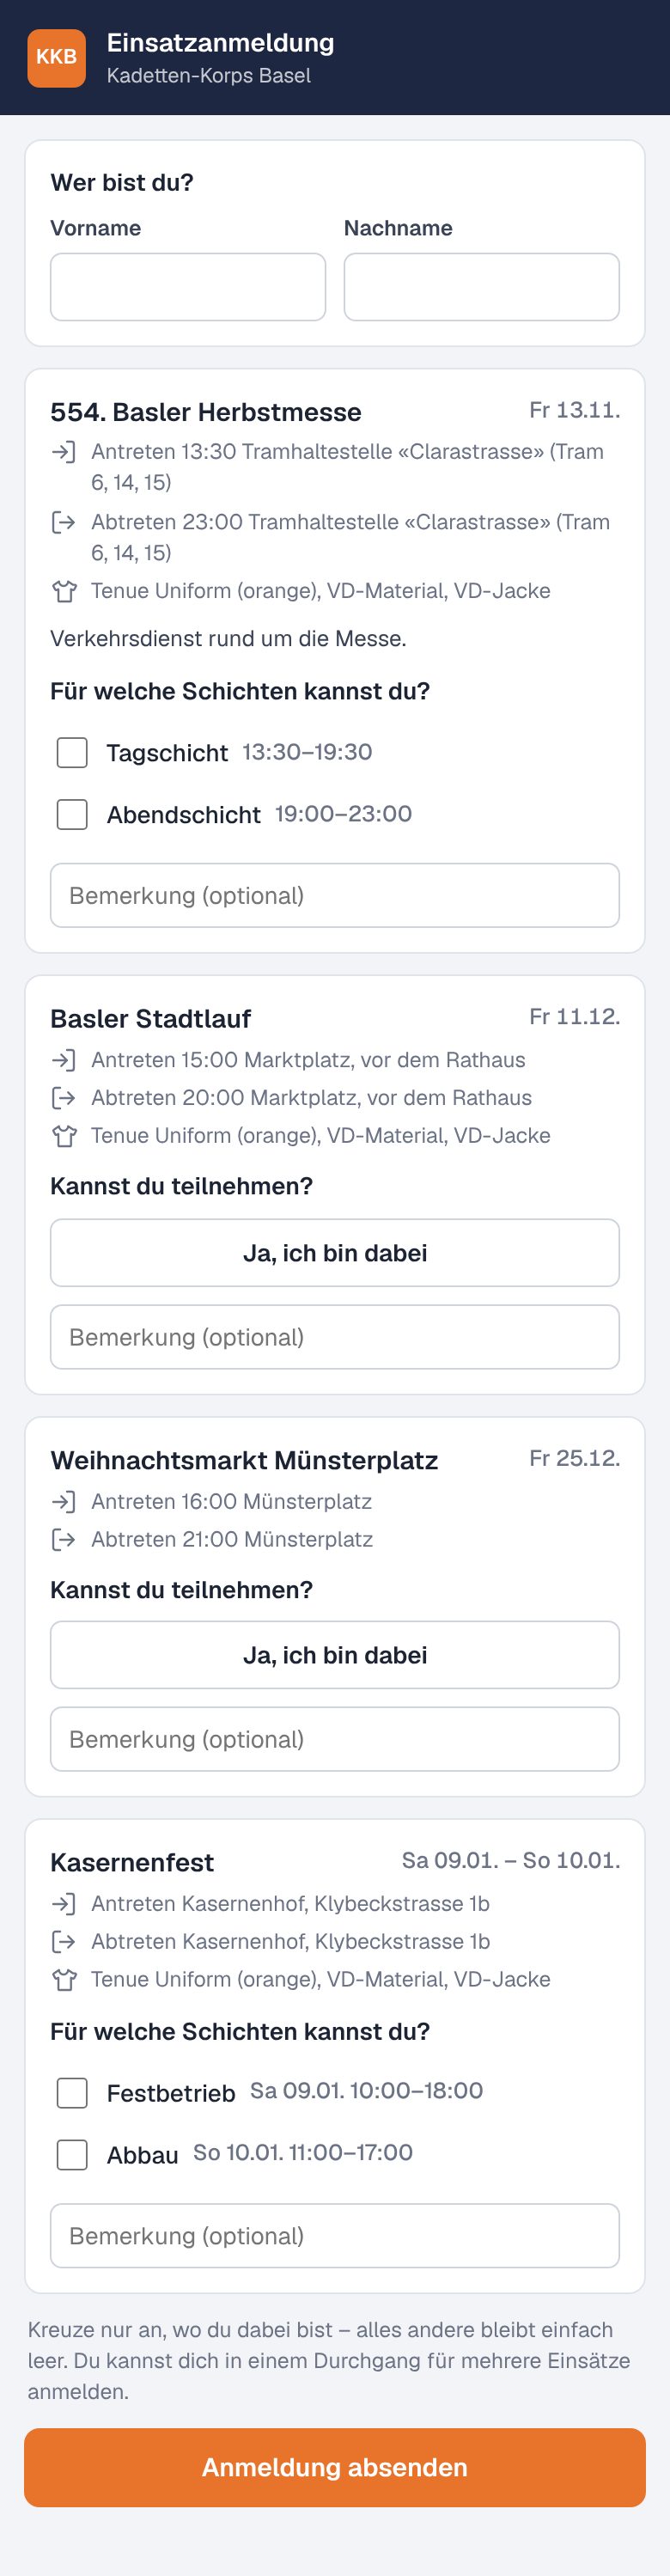 KKB
Einsatzanmeldung
Kadetten-Korps Basel
Wer bist du?
Vorname
Nachname
554. Basler Herbstmesse
Fr 13.11.
Antreten 13:30 Tramhaltestelle «Clarastrasse» (Tram
6, 14, 15)
Abtreten 23:00 Tramhaltestelle «Clarastrasse» (Tram
6, 14, 15)
Tenue Uniform (orange), VD-Material, VD-Jacke
Verkehrsdienst rund um die Messe.
Für welche Schichten kannst du?
Tagschicht 13:30–19:30
Abendschicht 19:00–23:00
Bemerkung (optional)
Basler Stadtlauf
Fr 11.12.
Antreten 15:00 Marktplatz, vor dem Rathaus
Abtreten 20:00 Marktplatz, vor dem Rathaus
Tenue Uniform (orange), VD-Material, VD-Jacke
Kannst du teilnehmen?
Ja, ich bin dabei
Bemerkung (optional)
Weihnachtsmarkt Münsterplatz
Fr 25.12.
Antreten 16:00 Münsterplatz
Abtreten 21:00 Münsterplatz
Kannst du teilnehmen?
Ja, ich bin dabei
Bemerkung (optional)
Kasernenfest
Sa 09.01. – So 10.01.
Antreten Kasernenhof, Klybeckstrasse 1b
Abtreten Kasernenhof, Klybeckstrasse 1b
Tenue Uniform (orange), VD-Material, VD-Jacke
Für welche Schichten kannst du?
Festbetrieb Sa 09.01. 10:00–18:00
Abbau So 10.01. 11:00–17:00
Bemerkung (optional)
Kreuze nur an, wo du dabei bist – alles andere bleibt einfach
leer. Du kannst dich in einem Durchgang für mehrere Einsätze
anmelden.
Anmeldung absenden